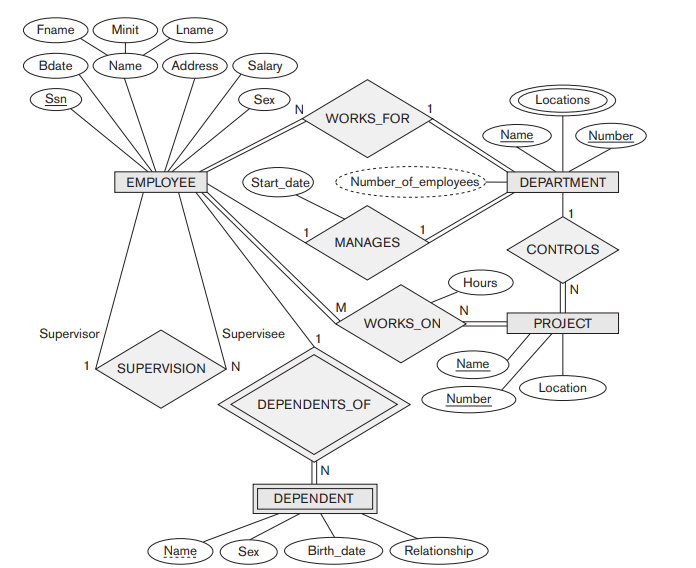 Fname
Minit
Lname
Bdate
Name
Address
Salary
Ssn
Sex
Locations
Name
Number
N
WORKS_FOR
1
EMPLOYEE
Start_date
Number_of_employees
DEPARTMENT
1
MANAGES
1
1
CONTROLS
N
Hours
M
WORKS_ON
N
PROJECT
Supervisor
Supervisee
1
SUPERVISION
N
1
Name
Number
Location
DEPENDENTS_OF
N
DEPENDENT
Name
Sex
Birth_date
Relationship